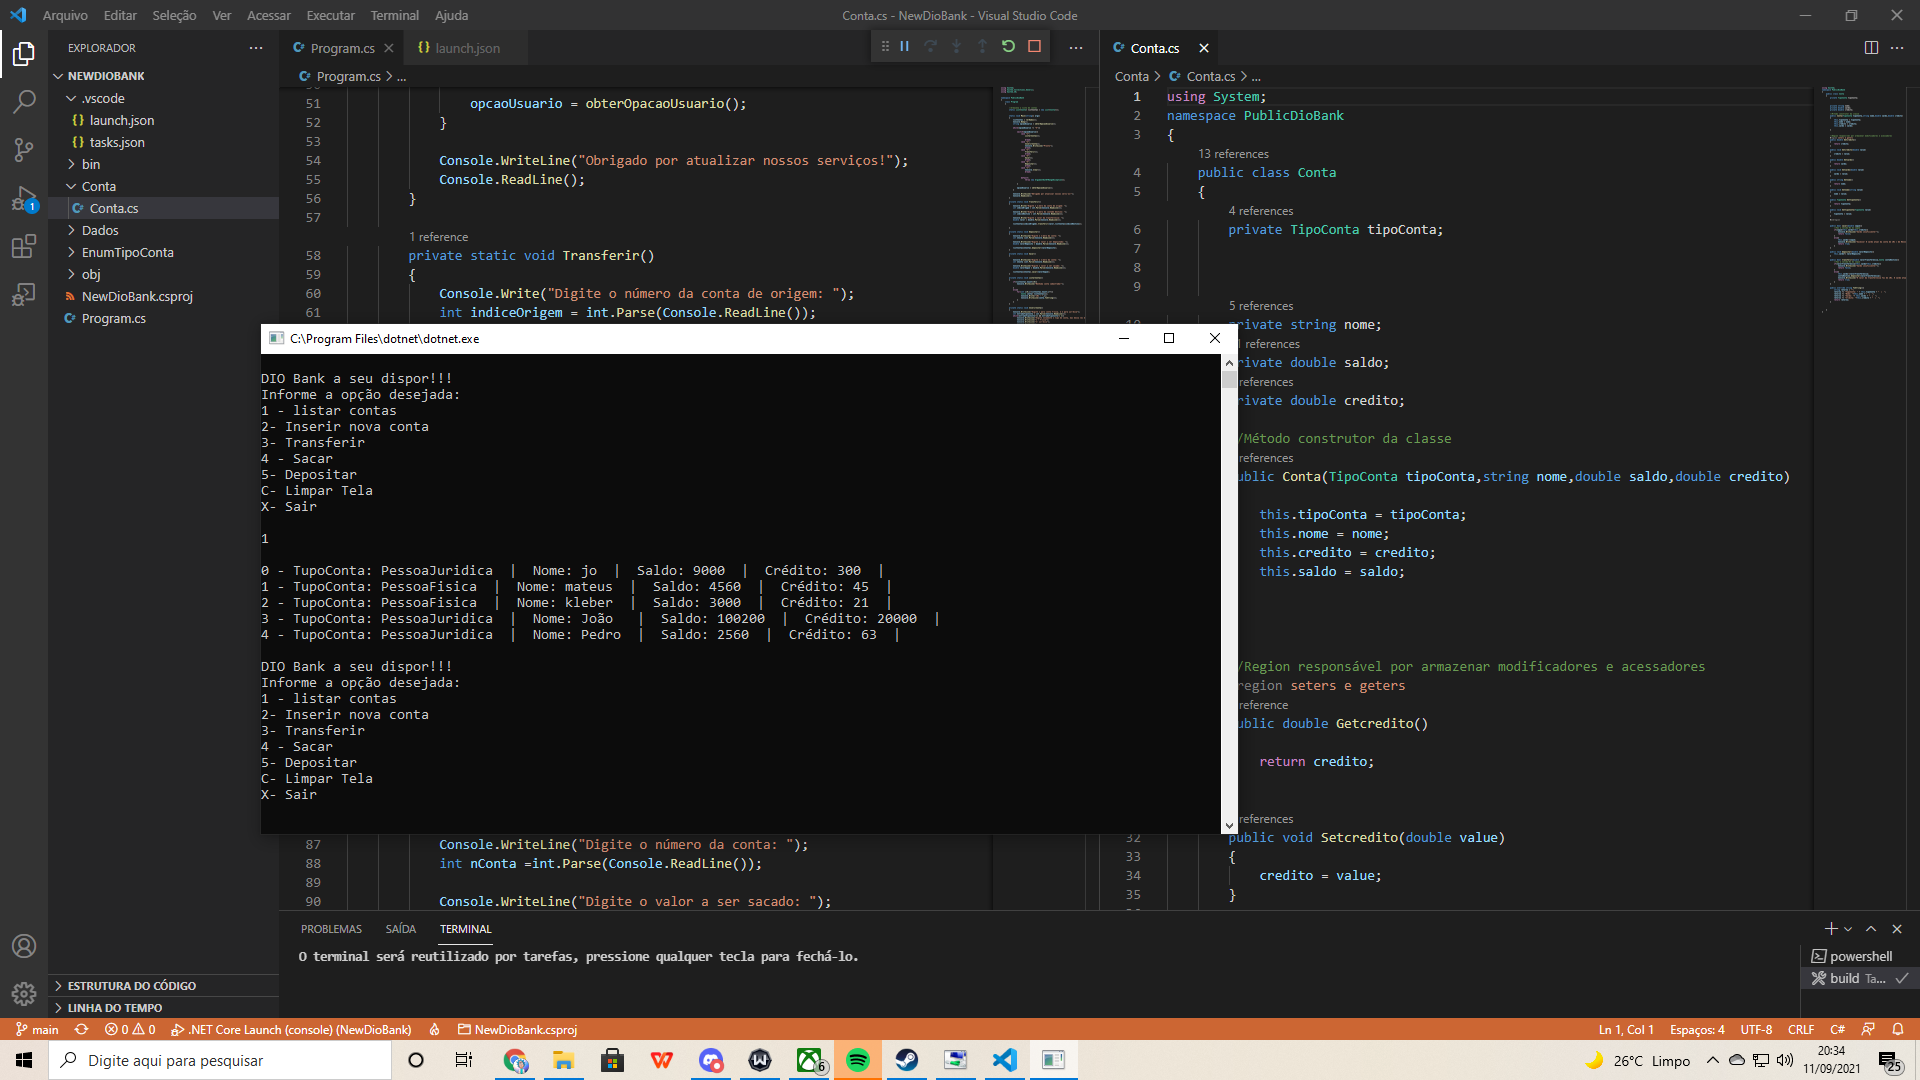 Arquivo Editar Seleção Ver Acessar Executar Terminal Ajuda
Conta.cs - NewDioBank - Visual Studio Code
EXPLORADOR
NEWDIOBANK
.vscode
launch.json
tasks.json
bin
Conta
Conta.cs
Dados
EnumTipoConta
obj
NewDioBank.csproj
Program.cs
1
ESTRUTURA DO CÓDIGO
LINHA DO TEMPO
Program.cs
launch.json
Program.cs > ...
51 opcaoUsuario = obterOpacaoUsuario();
52 }
53
54 Console.WriteLine("Obrigado por atualizar nossos serviços!");
55 Console.ReadLine();
56 }
57
1 reference
58 private static void Transferir()
59 {
60 Console.Write("Digite o número da conta de origem: ");
61 int indiceOrigem = int.Parse(Console.ReadLine());
C:\Program Files\dotnet\dotnet.exe
DIO Bank a seu dispor!!!
Informe a opção desejada:
1 - listar contas
2- Inserir nova conta
3- Transferir
4 - Sacar
5- Depositar
C- Limpar Tela
X- Sair
1
0 - TupoConta: PessoaJuridica | Nome: jo | Saldo: 9000 | Crédito: 300 |
1 - TupoConta: PessoaFisica | Nome: mateus | Saldo: 4560 | Crédito: 45 |
2 - TupoConta: PessoaFisica | Nome: kleber | Saldo: 3000 | Crédito: 21 |
3 - TupoConta: PessoaJuridica | Nome: João | Saldo: 100200 | Crédito: 20000 |
4 - TupoConta: PessoaJuridica | Nome: Pedro | Saldo: 2560 | Crédito: 63 |
DIO Bank a seu dispor!!!
Informe a opção desejada:
1 - listar contas
2- Inserir nova conta
3- Transferir
4 - Sacar
5- Depositar
C- Limpar Tela
X- Sair
87 Console.WriteLine("Digite o número da conta: ");
88 int nConta =int.Parse(Console.ReadLine());
89
90 Console.WriteLine("Digite o valor a ser sacado: ");
Conta.cs
Conta > Conta.cs > ...
1 using System;
2 namespace PublicDioBank
3 {
13 references
4 public class Conta
5 {
4 references
6 private TipoConta tipoConta;
7
8
9
5 references
rivate string nome;
references
rivate double saldo;
references
rivate double credito;
/Método construtor da classe
references
ublic Conta(TipoConta tipoConta,string nome,double saldo,double credito)
this.tipoConta = tipoConta;
this.nome = nome;
this.credito = credito;
this.saldo = saldo;
/Region responsável por armazenar modificadores e acessadores
region seters e geters
reference
ublic double Getcredito()
return credito;
references
32 public void Setcredito(double value)
33 {
34 credito = value;
35 }
PROBLEMAS SAÍDA TERMINAL
O terminal será reutilizado por tarefas, pressione qualquer tecla para fechá-lo.
powershell
build Ta...
main 0 0 .NET Core Launch (console) (NewDioBank) NewDioBank.csproj
Ln 1, Col 1 Espaços: 4 UTF-8 CRLF C#
Digite aqui para pesquisar
6
26°C Limpo
20:34
11/09/2021
25